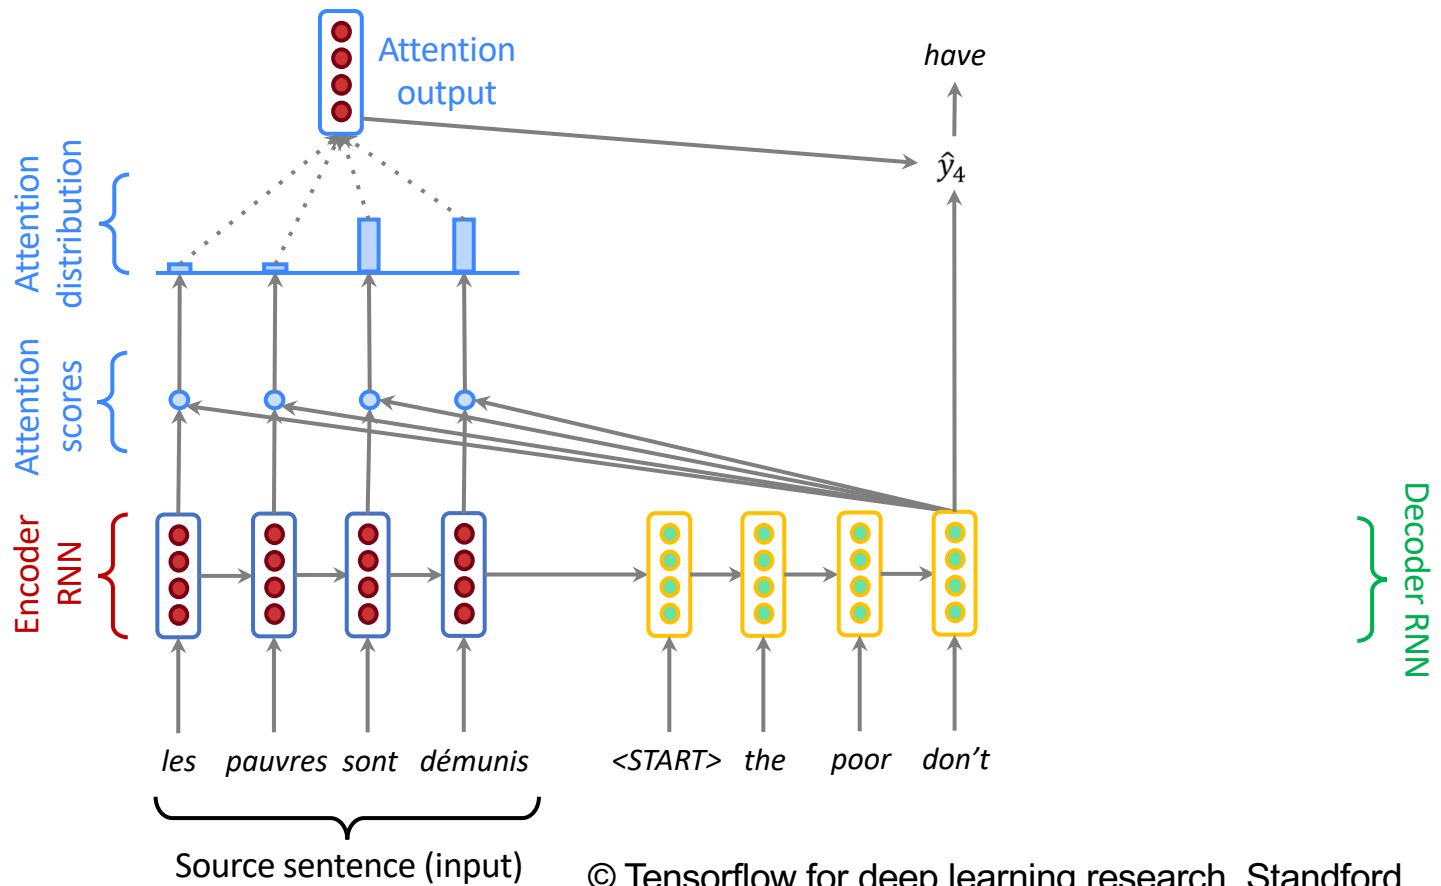 Attention
output
have
ŷ4
Attention
distribution
Attention
scores
Encoder
RNN
Decoder RNN
les pauvres sont démunis <START> the poor don't
Source sentence (input)
© Tensorflow for deep learning research. Standford